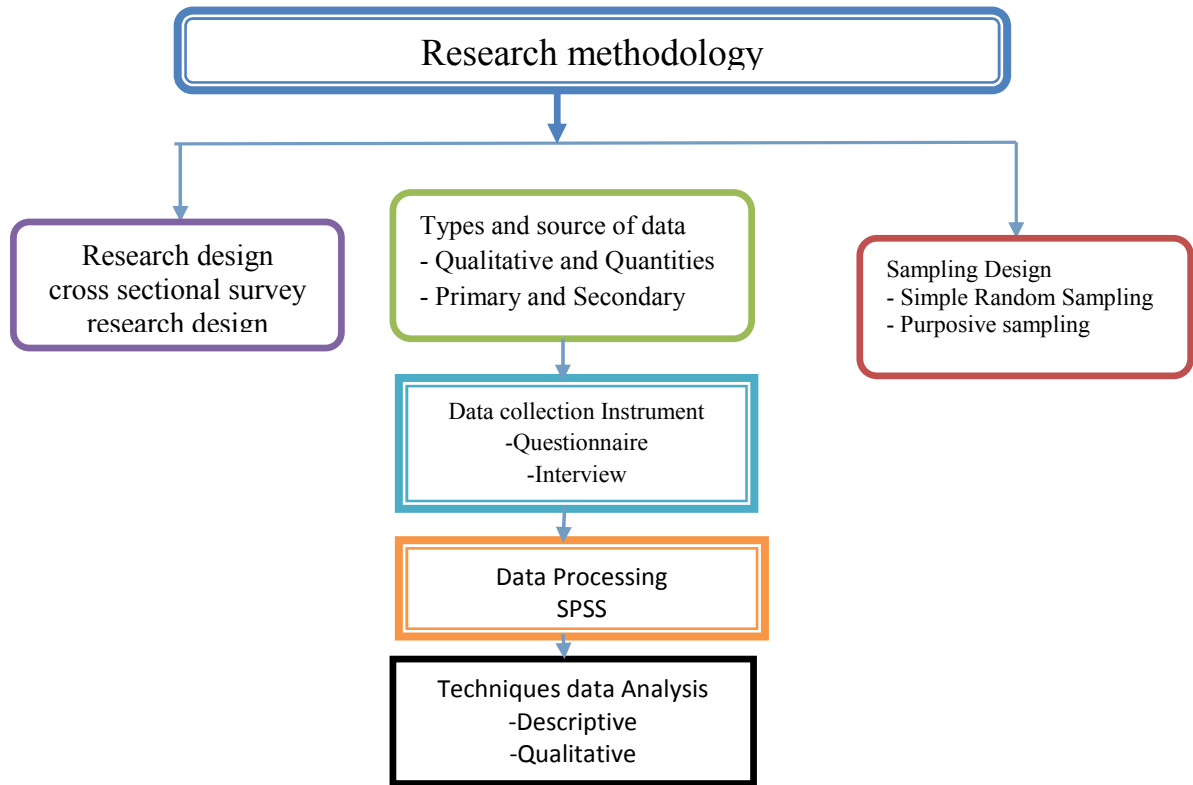 Research methodology
Research design
cross sectional survey
research design
Types and source of data
- Qualitative and Quantities
- Primary and Secondary
Sampling Design
- Simple Random Sampling
- Purposive sampling
Data collection Instrument
-Questionnaire
-Interview
Data Processing
SPSS
Techniques data Analysis
-Descriptive
-Qualitative